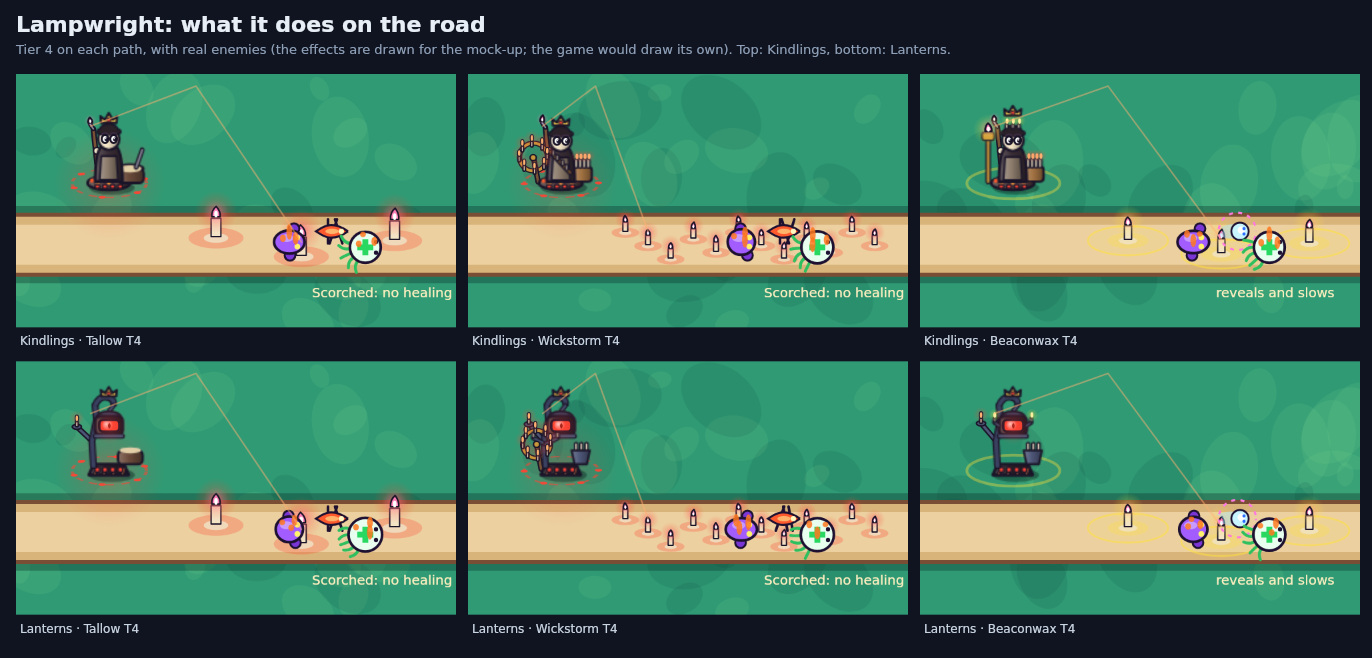 Lampwright: what it does on the road
Tier 4 on each path, with real enemies (the effects are drawn for the mock-up; the game would draw its own). Top: Kindlings, bottom: Lanterns.
Scorched: no healing
Scorched: no healing
reveals and slows
Kindlings · Tallow T4
Kindlings · Wickstorm T4
Kindlings · Beaconwax T4
Scorched: no healing
Scorched: no healing
reveals and slows
Lanterns · Tallow T4
Lanterns · Wickstorm T4
Lanterns · Beaconwax T4